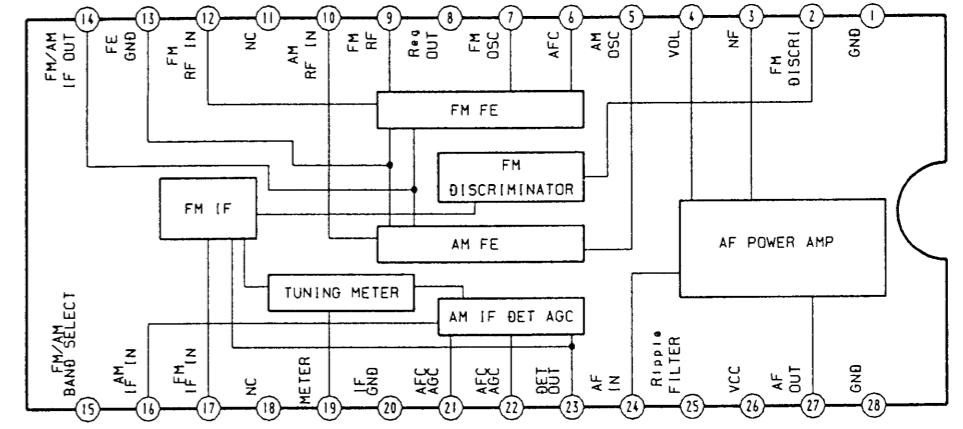 14 13 12 11 10 9 8 7 6 5 4 3 2 1
FM/AM
IF OUT
FE
GND
FM
RF IN
NC
AM
RF IN
FM
RF
Reg
OUT
FM
OSC
AFC
AM
OSC
VOL
NF
FM
DISCRI
GND
FM FE
FM
DISCRIMINATOR
FM IF
AM FE
AF POWER AMP
TUNING METER
AM IF DET AGC
FM/AM
BAND SELECT
AM
IF IN
FM
IF IN
NC
METER
IF
GND
AFC
AGC
AFC
AGC
DET
OUT
AF
IN
Ripple
FILTER
VCC
AF
OUT
GND
15 16 17 18 19 20 21 22 23 24 25 26 27 28